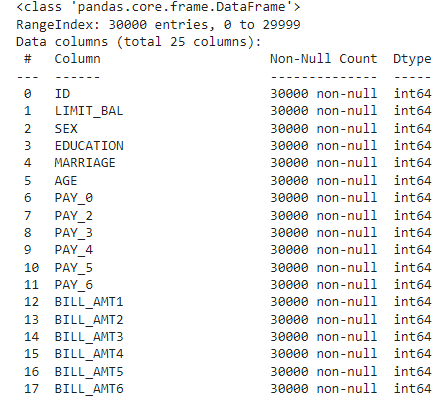 <class 'pandas.core.frame.DataFrame'>
RangeIndex: 30000 entries, 0 to 29999
Data columns (total 25 columns):
 #   Column                      Non-Null Count  Dtype
---  ------                      --------------  -----
 0   ID                          30000 non-null  int64
 1   LIMIT_BAL                   30000 non-null  int64
 2   SEX                         30000 non-null  int64
 3   EDUCATION                   30000 non-null  int64
 4   MARRIAGE                    30000 non-null  int64
 5   AGE                         30000 non-null  int64
 6   PAY_0                       30000 non-null  int64
 7   PAY_2                       30000 non-null  int64
 8   PAY_3                       30000 non-null  int64
 9   PAY_4                       30000 non-null  int64
 10  PAY_5                       30000 non-null  int64
 11  PAY_6                       30000 non-null  int64
 12  BILL_AMT1                   30000 non-null  int64
 13  BILL_AMT2                   30000 non-null  int64
 14  BILL_AMT3                   30000 non-null  int64
 15  BILL_AMT4                   30000 non-null  int64
 16  BILL_AMT5                   30000 non-null  int64
 17  BILL_AMT6                   30000 non-null  int64